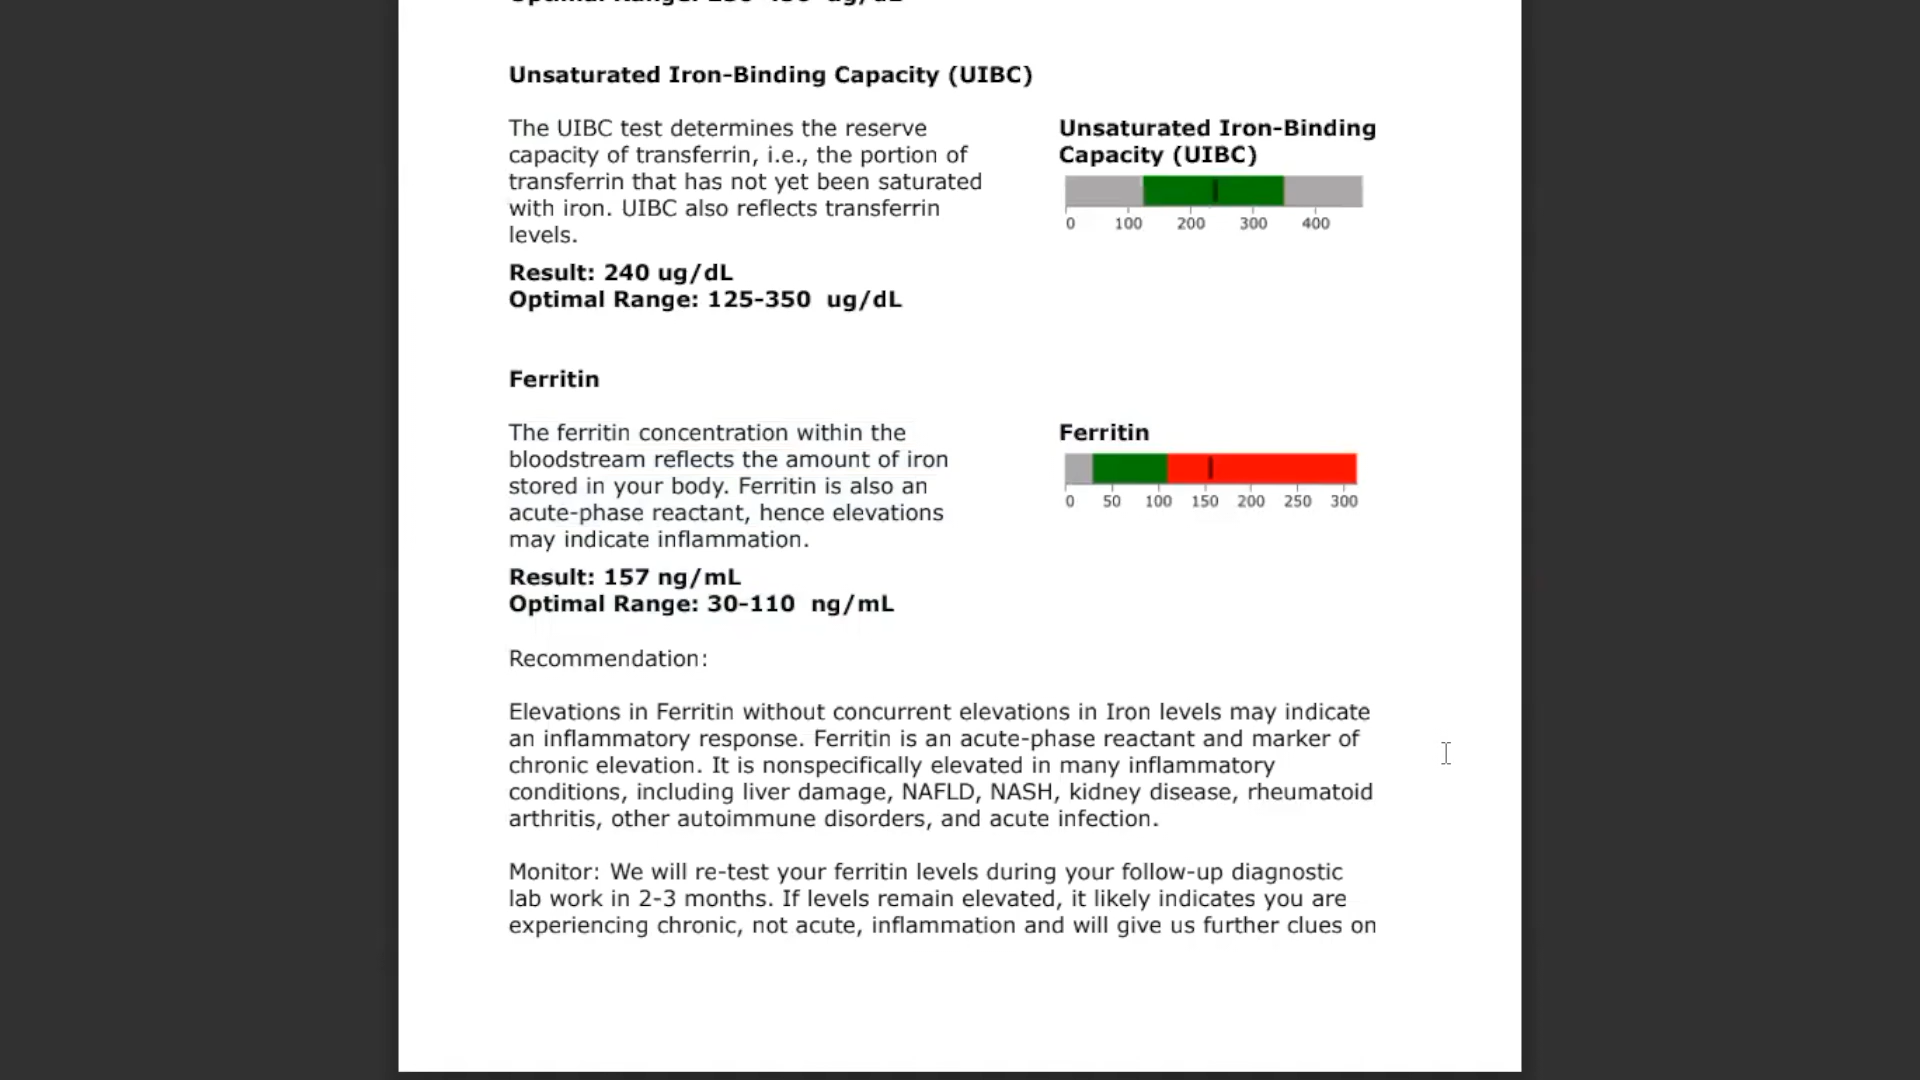 Optimal Range: 250-450 ug/dL
Unsaturated Iron-Binding Capacity (UIBC)
The UIBC test determines the reserve
capacity of transferrin, i.e., the portion of
transferrin that has not yet been saturated
with iron. UIBC also reflects transferrin
levels.
Result: 240 ug/dL
Optimal Range: 125-350 ug/dL
Unsaturated Iron-Binding
Capacity (UIBC)
0 100 200 300 400
Ferritin
The ferritin concentration within the
bloodstream reflects the amount of iron
stored in your body. Ferritin is also an
acute-phase reactant, hence elevations
may indicate inflammation.
Result: 157 ng/mL
Optimal Range: 30-110 ng/mL
Ferritin
0 50 100 150 200 250 300
Recommendation:
Elevations in Ferritin without concurrent elevations in Iron levels may indicate
an inflammatory response. Ferritin is an acute-phase reactant and marker of
chronic elevation. It is nonspecifically elevated in many inflammatory
conditions, including liver damage, NAFLD, NASH, kidney disease, rheumatoid
arthritis, other autoimmune disorders, and acute infection.
Monitor: We will re-test your ferritin levels during your follow-up diagnostic
lab work in 2-3 months. If levels remain elevated, it likely indicates you are
experiencing chronic, not acute, inflammation and will give us further clues on